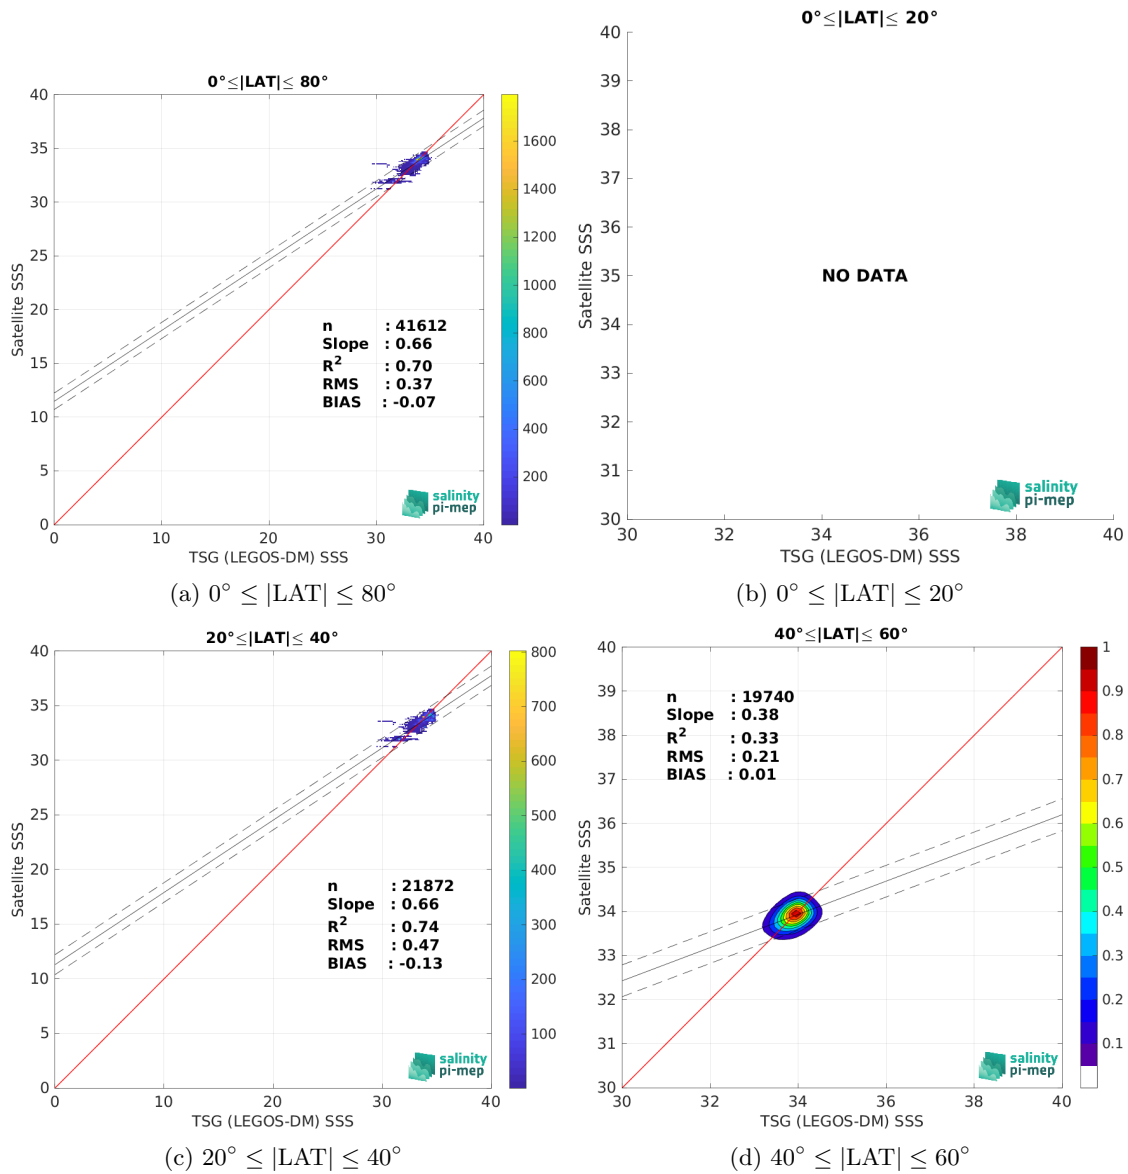 0°≤|LAT|≤ 80°
40
35
30
25
20
15
10
5
0
Satellite SSS
n : 41612
Slope : 0.66
R² : 0.70
RMS : 0.37
BIAS : -0.07
salinity
pi-mep
0 10 20 30 40
TSG (LEGOS-DM) SSS
1600
1400
1200
1000
800
600
400
200
(a) 0° ≤ |LAT| ≤ 80°
0°≤|LAT|≤ 20°
40
39
38
37
36
35
34
33
32
31
30
Satellite SSS
NO DATA
salinity
pi-mep
30 32 34 36 38 40
TSG (LEGOS-DM) SSS
(b) 0° ≤ |LAT| ≤ 20°
20°≤|LAT|≤ 40°
40
35
30
25
20
15
10
5
0
Satellite SSS
n : 21872
Slope : 0.66
R² : 0.74
RMS : 0.47
BIAS : -0.13
salinity
pi-mep
0 10 20 30 40
TSG (LEGOS-DM) SSS
800
700
600
500
400
300
200
100
(c) 20° ≤ |LAT| ≤ 40°
40°≤|LAT|≤ 60°
40
39
38
37
36
35
34
33
32
31
30
Satellite SSS
n : 19740
Slope : 0.38
R² : 0.33
RMS : 0.21
BIAS : 0.01
salinity
pi-mep
30 32 34 36 38 40
TSG (LEGOS-DM) SSS
1
0.9
0.8
0.7
0.6
0.5
0.4
0.3
0.2
0.1
(d) 40° ≤ |LAT| ≤ 60°